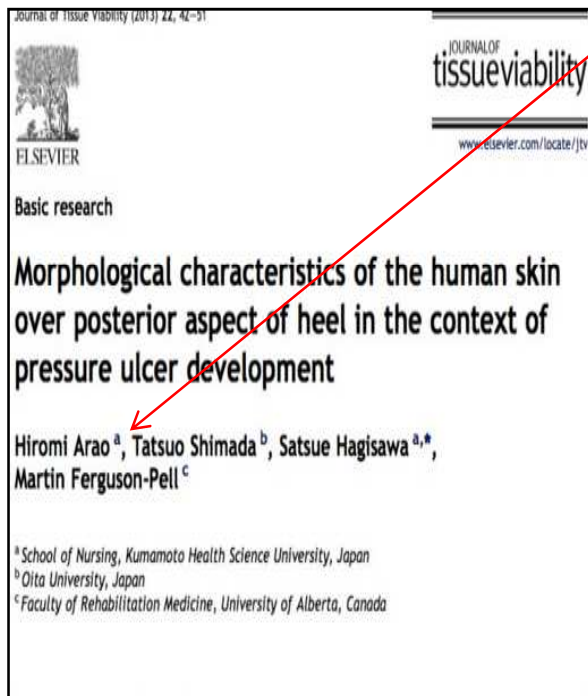 Journal of Tissue Viability (2013) 22, 42–51
JOURNAL OF
tissueviability
ELSEVIER
www.elsevier.com/locate/jtv
Basic research
Morphological characteristics of the human skin
over posterior aspect of heel in the context of
pressure ulcer development
Hiromi Arao a, Tatsuo Shimada b, Satsue Hagisawa a,*,
Martin Ferguson-Pell c
a School of Nursing, Kumamoto Health Science University, Japan
b Oita University, Japan
c Faculty of Rehabilitation Medicine, University of Alberta, Canada